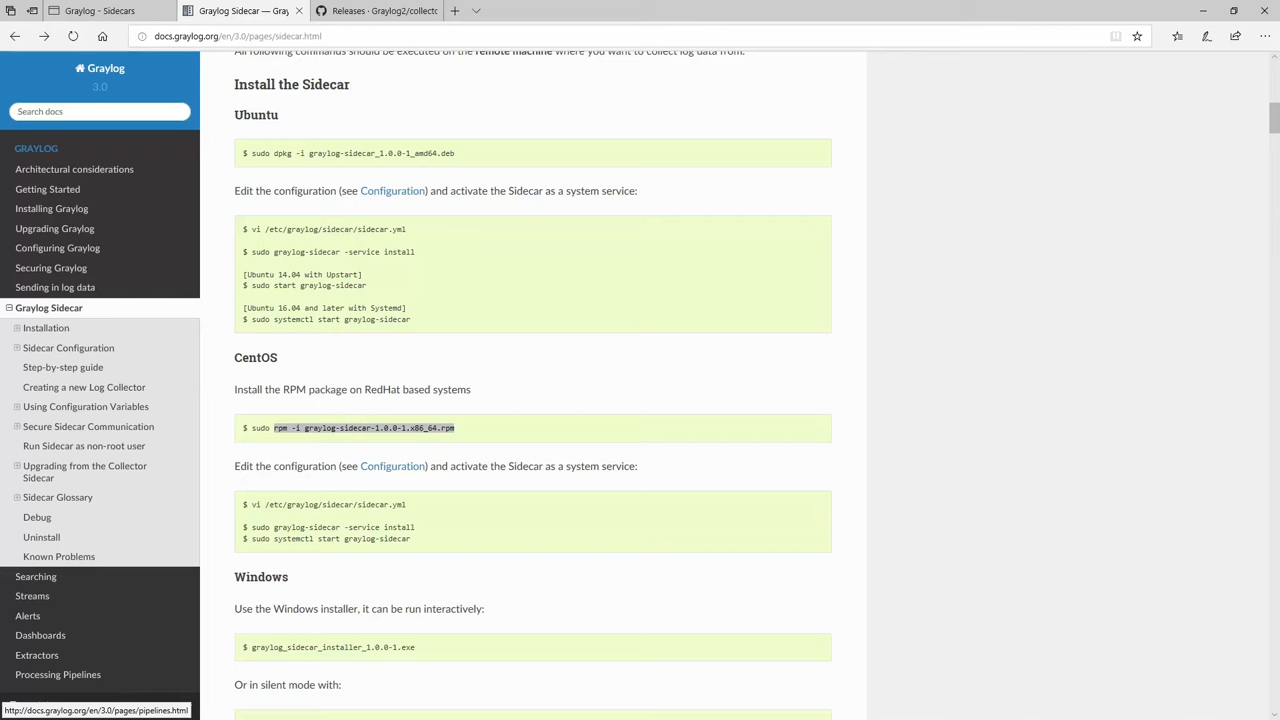 Graylog - Sidecars
Graylog Sidecar — Gray
Releases · Graylog2/collecto
docs.graylog.org/en/3.0/pages/sidecar.html
Graylog
3.0
Search docs
GRAYLOG
Architectural considerations
Getting Started
Installing Graylog
Upgrading Graylog
Configuring Graylog
Securing Graylog
Sending in log data
Graylog Sidecar
Installation
Sidecar Configuration
Step-by-step guide
Creating a new Log Collector
Using Configuration Variables
Secure Sidecar Communication
Run Sidecar as non-root user
Upgrading from the Collector
Sidecar
Sidecar Glossary
Debug
Uninstall
Known Problems
Searching
Streams
Alerts
Dashboards
Extractors
Processing Pipelines
http://docs.graylog.org/en/3.0/pages/pipelines.html
All following commands should be executed on the remote machine where you want to collect log data from.
Install the Sidecar
Ubuntu
$ sudo dpkg -i graylog-sidecar_1.0.0-1_amd64.deb
Edit the configuration (see Configuration) and activate the Sidecar as a system service:
$ vi /etc/graylog/sidecar/sidecar.yml
$ sudo graylog-sidecar -service install
[Ubuntu 14.04 with Upstart]
$ sudo start graylog-sidecar
[Ubuntu 16.04 and later with Systemd]
$ sudo systemctl start graylog-sidecar
CentOS
Install the RPM package on RedHat based systems
$ sudo rpm -i graylog-sidecar-1.0.0-1.x86_64.rpm
Edit the configuration (see Configuration) and activate the Sidecar as a system service:
$ vi /etc/graylog/sidecar/sidecar.yml
$ sudo graylog-sidecar -service install
$ sudo systemctl start graylog-sidecar
Windows
Use the Windows installer, it can be run interactively:
$ graylog_sidecar_installer_1.0.0-1.exe
Or in silent mode with: